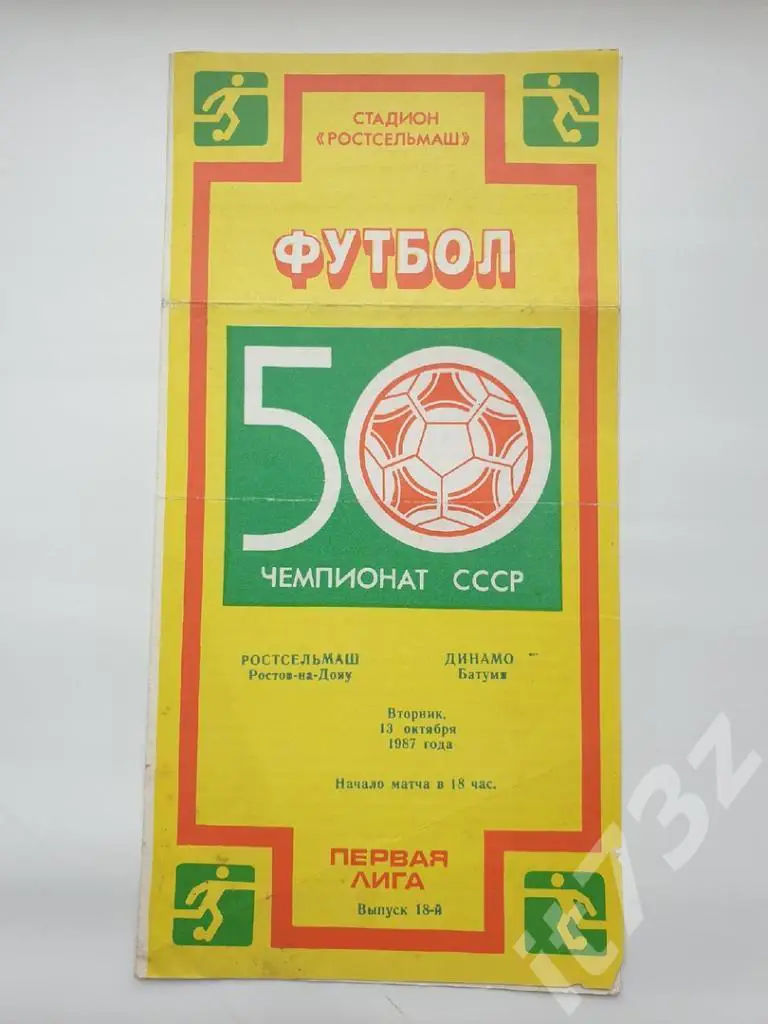 СТАДИОН
«РОСТСЕЛЬМАШ»
ФУТБОЛ
50
ЧЕМПИОНАТ СССР
РОСТСЕЛЬМАШ ДИНАМО
Ростов-на-Дону Батуми
Вторник,
13 октября
1987 года
Начало матча в 18 час.
ПЕРВАЯ
ЛИГА
Выпуск 18-й
it73z